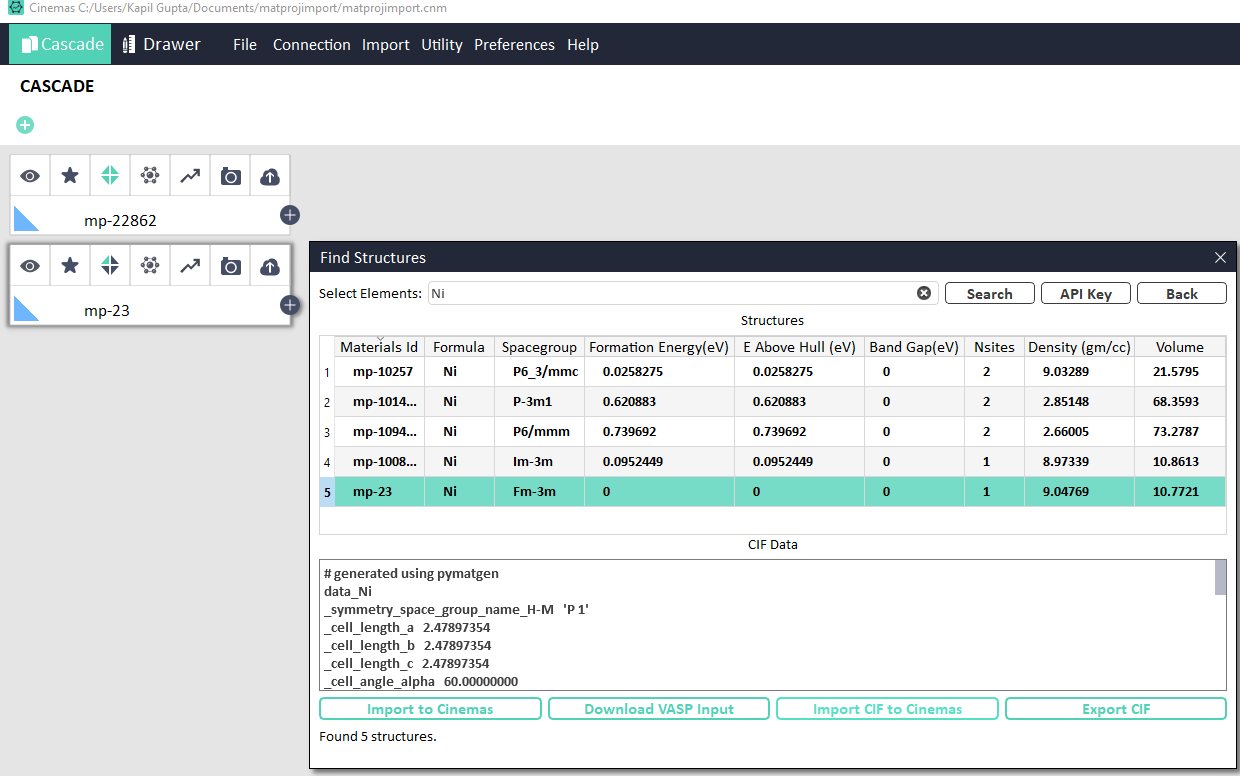 Cinemas C:/Users/Kapil Gupta/Documents/matprojimport/matprojimport.cnm
Cascade Drawer File Connection Import Utility Preferences Help
CASCADE
mp-22862
mp-23
Find Structures
Select Elements: Ni Search API Key Back
Structures
Materials Id Formula Spacegroup Formation Energy(eV) E Above Hull (eV) Band Gap(eV) Nsites Density (gm/cc) Volume
1 mp-10257 Ni P6_3/mmc 0.0258275 0.0258275 0 2 9.03289 21.5795
2 mp-1014... Ni P-3m1 0.620883 0.620883 0 2 2.85148 68.3593
3 mp-1094... Ni P6/mmm 0.739692 0.739692 0 2 2.66005 73.2787
4 mp-1008... Ni Im-3m 0.0952449 0.0952449 0 1 8.97339 10.8613
5 mp-23 Ni Fm-3m 0 0 0 1 9.04769 10.7721
CIF Data
# generated using pymatgen
data_Ni
_symmetry_space_group_name_H-M 'P 1'
_cell_length_a 2.47897354
_cell_length_b 2.47897354
_cell_length_c 2.47897354
_cell_angle_alpha 60.00000000
Import to Cinemas Download VASP Input Import CIF to Cinemas Export CIF
Found 5 structures.